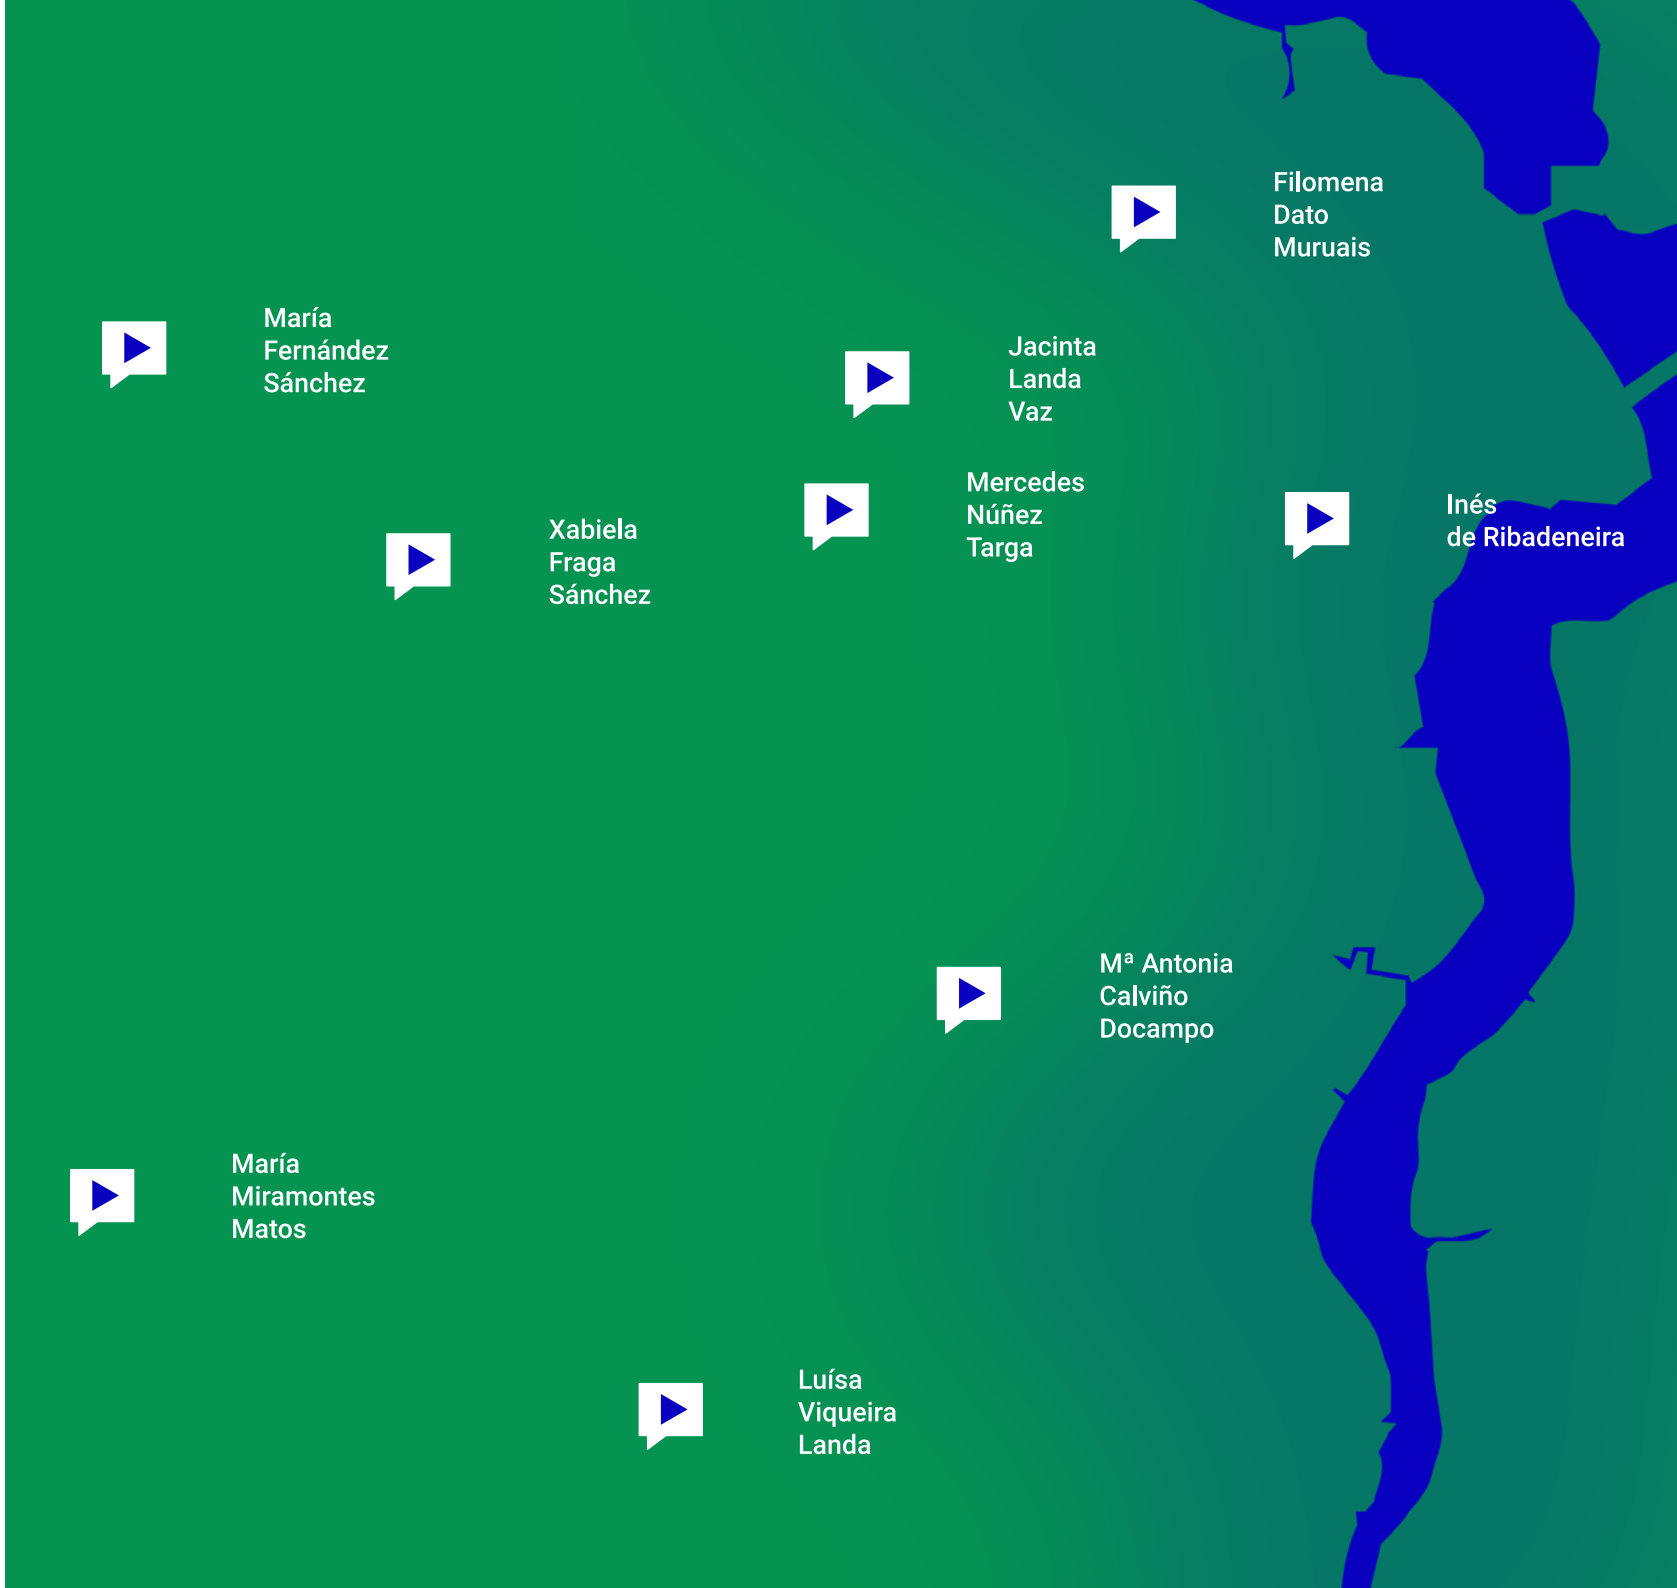 Filomena
Dato
Muruais
María
Fernández
Sánchez
Jacinta
Landa
Vaz
Mercedes
Núñez
Targa
Inés
de Ribadeneira
Xabiela
Fraga
Sánchez
Mª Antonia
Calviño
Docampo
María
Miramontes
Matos
Luísa
Viqueira
Landa